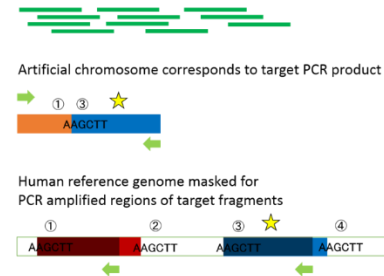 Artificial chromosome corresponds to target PCR product
① ③
AAGCTT
Human reference genome masked for
PCR amplified regions of target fragments
① ② ③ ④
AAGCTT AAGCTT AAGCTT AAGCTT